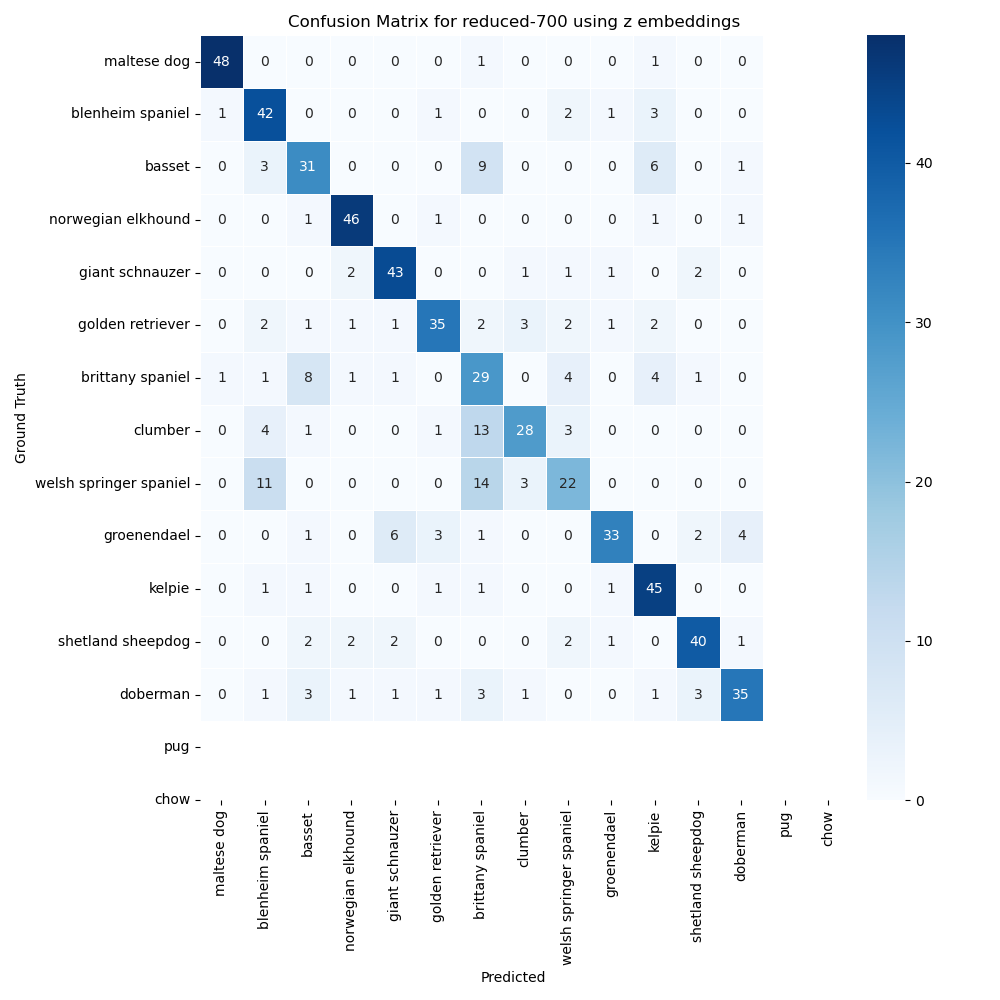 Confusion Matrix for reduced-700 using z embeddings
Ground Truth
maltese dog 48 0 0 0 0 0 1 0 0 0 1 0 0
blenheim spaniel 1 42 0 0 0 1 0 0 2 1 3 0 0
basset 0 3 31 0 0 0 9 0 0 0 6 0 1
norwegian elkhound 0 0 1 46 0 1 0 0 0 0 1 0 1
giant schnauzer 0 0 0 2 43 0 0 1 1 1 0 2 0
golden retriever 0 2 1 1 1 35 2 3 2 1 2 0 0
brittany spaniel 1 1 8 1 1 0 29 0 4 0 4 1 0
clumber 0 4 1 0 0 1 13 28 3 0 0 0 0
welsh springer spaniel 0 11 0 0 0 0 14 3 22 0 0 0 0
groenendael 0 0 1 0 6 3 1 0 0 33 0 2 4
kelpie 0 1 1 0 0 1 1 0 0 1 45 0 0
shetland sheepdog 0 0 2 2 2 0 0 0 2 1 0 40 1
doberman 0 1 3 1 1 1 3 1 0 0 1 3 35
pug
chow
maltese dog
blenheim spaniel
basset
norwegian elkhound
giant schnauzer
golden retriever
brittany spaniel
clumber
welsh springer spaniel
groenendael
kelpie
shetland sheepdog
doberman
pug
chow
Predicted
40
30
20
10
0